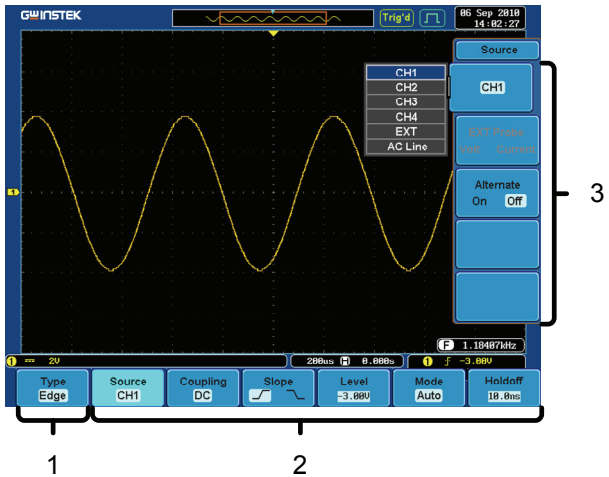 GWINSTEK
Trig'd
06 Sep 2010
14:02:27
Source
CH1
CH2
CH3
CH4
EXT
AC Line
CH1
EXT Probe
Volt Current
Alternate
On Off
3
1
F 1.18407kHz
1 2V
200us H 0.000s
1 -3.00V
Type
Edge
Source
CH1
Coupling
DC
Slope
Level
-3.00V
Mode
Auto
Holdoff
10.0ns
1
2